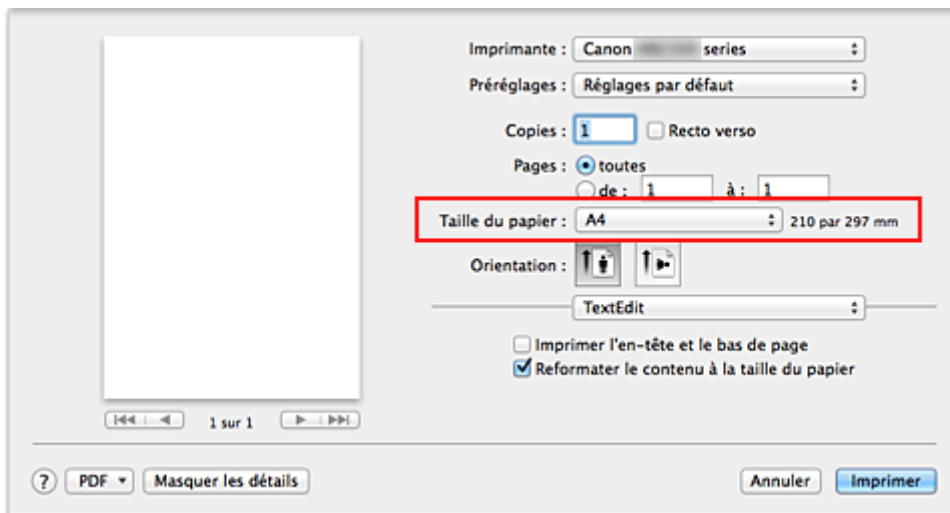 Imprimante : Canon series
Préréglages : Réglages par défaut
Copies : 1 Recto verso
Pages : toutes
de : 1 à : 1
Taille du papier : A4 210 par 297 mm
Orientation :
TextEdit
Imprimer l'en-tête et le bas de page
Reformater le contenu à la taille du papier
1 sur 1
? PDF Masquer les détails Annuler Imprimer